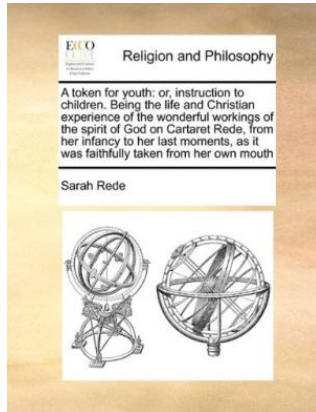 ECCO
Religion and Philosophy
A token for youth: or, instruction to
children. Being the life and Christian
experience of the wonderful workings of
the spirit of God on Cartaret Rede, from
her infancy to her last moments, as it
was faithfully taken from her own mouth
Sarah Rede